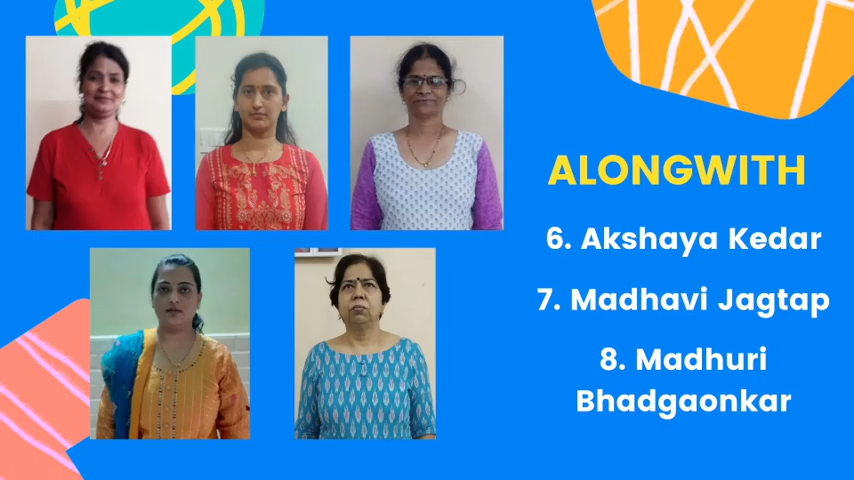 ALONGWITH
6. Akshaya Kedar
7. Madhavi Jagtap
8. Madhuri
Bhadgaonkar